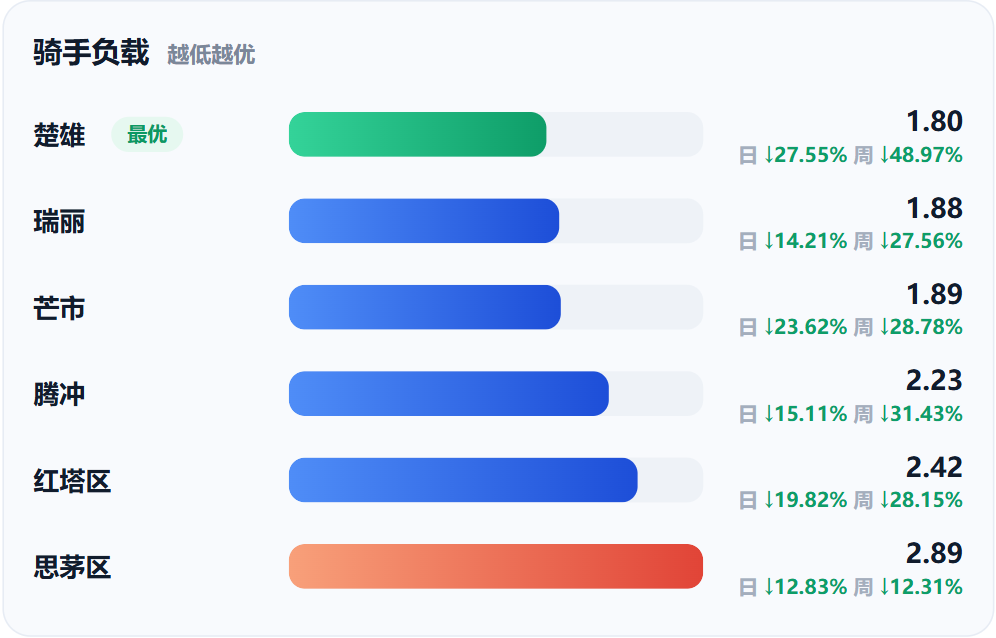 骑手负载 越低越优
楚雄 最优 1.80
日 ↓27.55% 周 ↓48.97%
瑞丽 1.88
日 ↓14.21% 周 ↓27.56%
芒市 1.89
日 ↓23.62% 周 ↓28.78%
腾冲 2.23
日 ↓15.11% 周 ↓31.43%
红塔区 2.42
日 ↓19.82% 周 ↓28.15%
思茅区 2.89
日 ↓12.83% 周 ↓12.31%